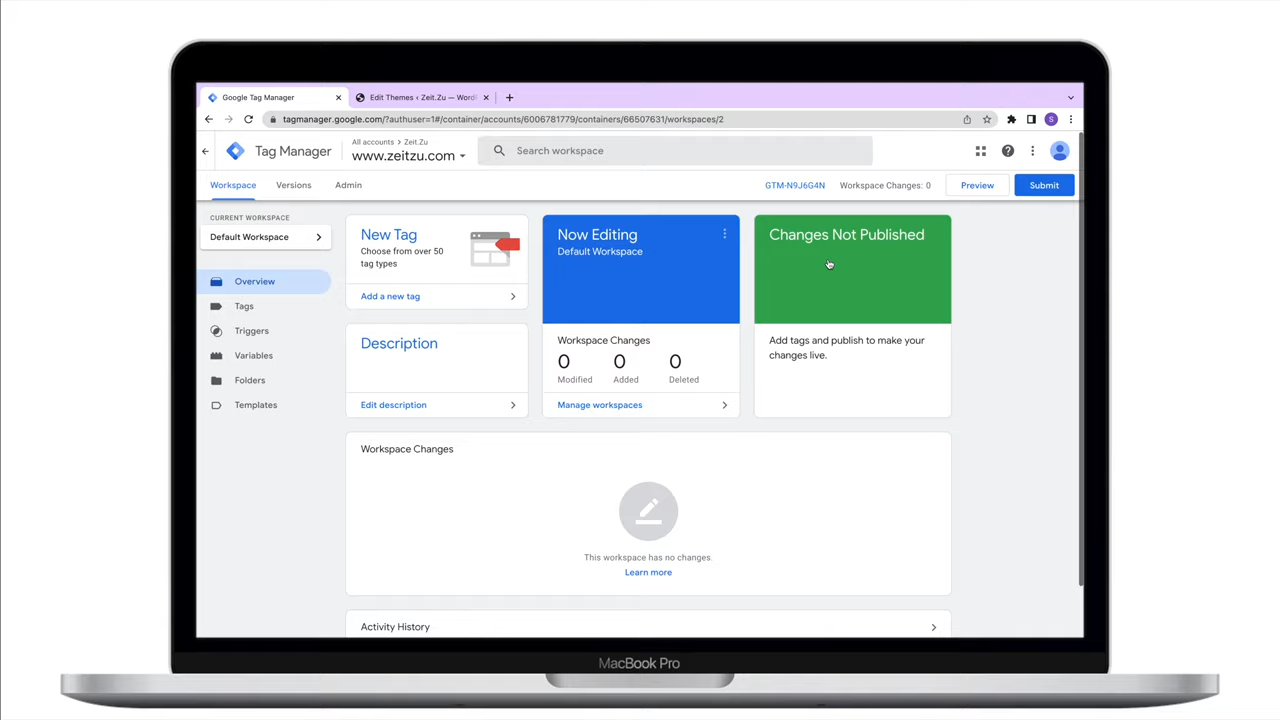 Google Tag Manager
Edit Themes ‹ Zeit.Zu — Word
tagmanager.google.com/?authuser=1#/container/accounts/6006781779/containers/66507631/workspaces/2
S
Tag Manager
All accounts > Zeit.Zu
www.zeitzu.com
Search workspace
Workspace
Versions
Admin
GTM-N9J6G4N
Workspace Changes: 0
Preview
Submit
CURRENT WORKSPACE
Default Workspace
Overview
Tags
Triggers
Variables
Folders
Templates
New Tag
Choose from over 50
tag types
Add a new tag
Description
Edit description
Now Editing
Default Workspace
Workspace Changes
0 0 0
Modified Added Deleted
Manage workspaces
Changes Not Published
Add tags and publish to make your
changes live.
Workspace Changes
This workspace has no changes.
Learn more
Activity History
MacBook Pro